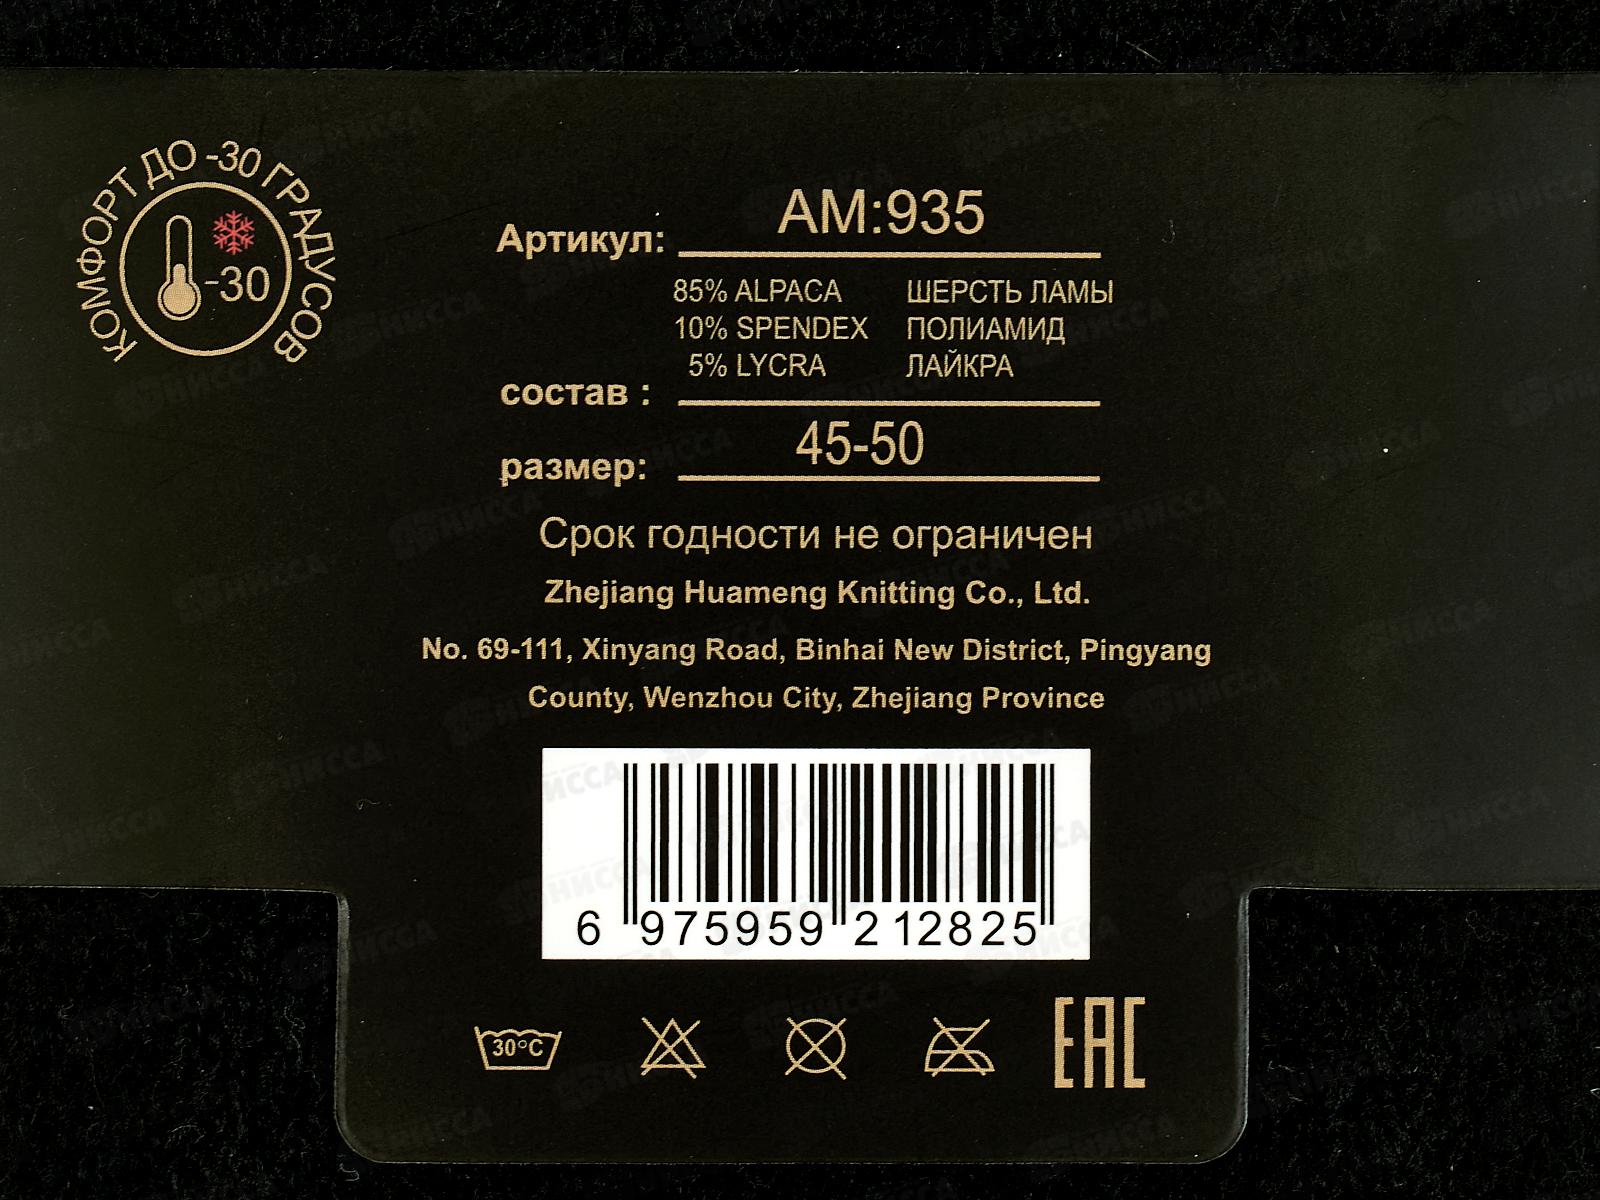 КОМФОРТ ДО -30 ГРАДУСОВ
-30
Артикул: АМ:935
85% ALPACA ШЕРСТЬ ЛАМЫ
10% SPENDEX ПОЛИАМИД
5% LYCRA ЛАЙКРА
состав :
размер: 45-50
Срок годности не ограничен
Zhejiang Huameng Knitting Co., Ltd.
No. 69-111, Xinyang Road, Binhai New District, Pingyang
County, Wenzhou City, Zhejiang Province
6 975959 212825
30°C
EAC